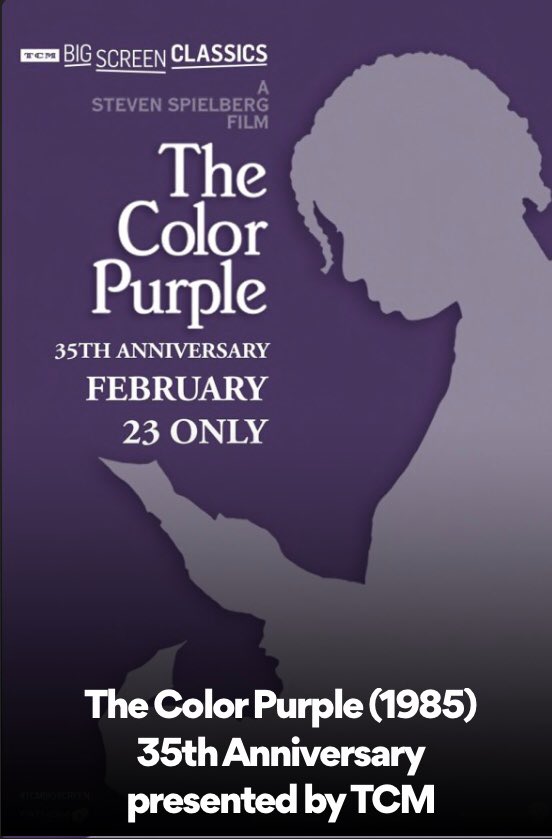 TCM BIG SCREEN CLASSICS
A
STEVEN SPIELBERG
FILM
The
Color
Purple
35TH ANNIVERSARY
FEBRUARY
23 ONLY
The Color Purple (1985)
35th Anniversary
presented by TCM